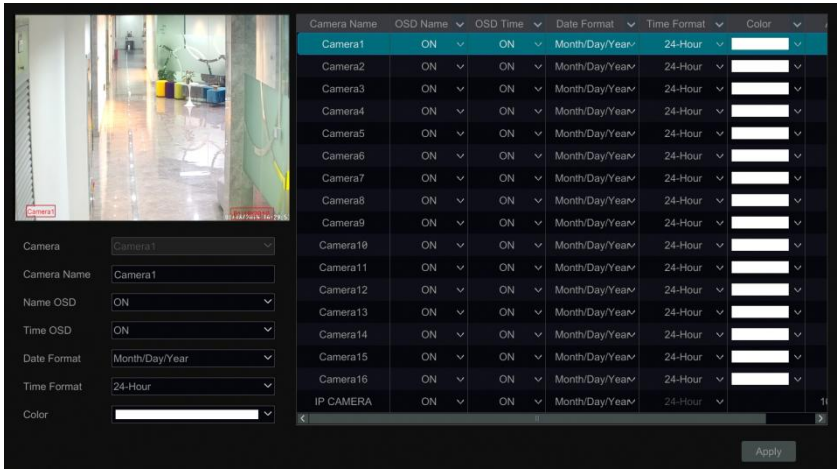 Camera1
Camera Camera1
Camera Name Camera1
Name OSD ON
Time OSD ON
Date Format Month/Day/Year
Time Format 24-Hour
Color
Camera Name OSD Name OSD Time Date Format Time Format Color
Camera1 ON ON Month/Day/Year 24-Hour
Camera2 ON ON Month/Day/Year 24-Hour
Camera3 ON ON Month/Day/Year 24-Hour
Camera4 ON ON Month/Day/Year 24-Hour
Camera5 ON ON Month/Day/Year 24-Hour
Camera6 ON ON Month/Day/Year 24-Hour
Camera7 ON ON Month/Day/Year 24-Hour
Camera8 ON ON Month/Day/Year 24-Hour
Camera9 ON ON Month/Day/Year 24-Hour
Camera10 ON ON Month/Day/Year 24-Hour
Camera11 ON ON Month/Day/Year 24-Hour
Camera12 ON ON Month/Day/Year 24-Hour
Camera13 ON ON Month/Day/Year 24-Hour
Camera14 ON ON Month/Day/Year 24-Hour
Camera15 ON ON Month/Day/Year 24-Hour
Camera16 ON ON Month/Day/Year 24-Hour
IP CAMERA ON ON Month/Day/Year 24-Hour
Apply